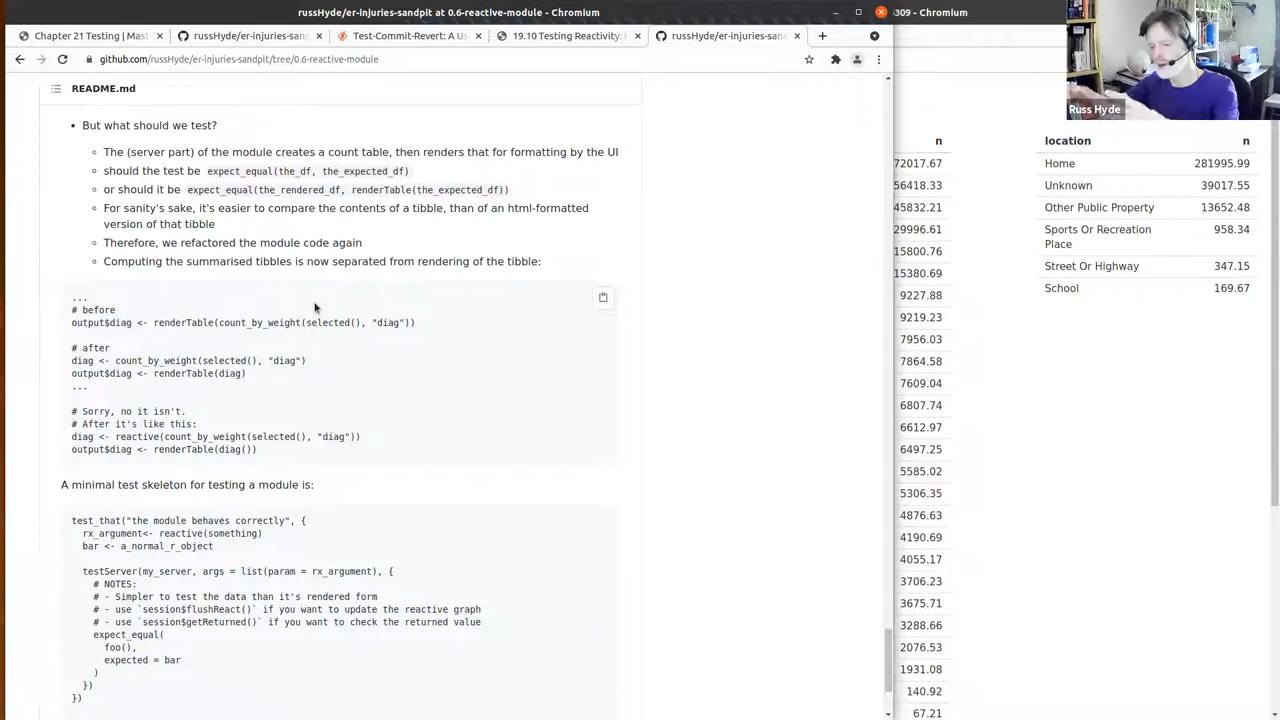 russHyde/er-injuries-sandpit at 0.6-reactive-module - Chromium
309 - Chromium
Chapter 21 Testing | Mast
russHyde/er-injuries-sand
Test-Commit-Revert: A Us
19.10 Testing Reactivity: A
russHyde/er-injuries-sand
github.com/russHyde/er-injuries-sandpit/tree/0.6-reactive-module
Russ Hyde
README.md
But what should we test?
The (server part) of the module creates a count table, then renders that for formatting by the UI
should the test be expect_equal(the_df, the_expected_df)
or should it be expect_equal(the_rendered_df, renderTable(the_expected_df))
For sanity's sake, it's easier to compare the contents of a tibble, than of an html-formatted
version of that tibble
Therefore, we refactored the module code again
Computing the summarised tibbles is now separated from rendering of the tibble:
...
# before
output$diag <- renderTable(count_by_weight(selected(), "diag"))
# after
diag <- count_by_weight(selected(), "diag")
output$diag <- renderTable(diag)
...
# Sorry, no it isn't.
# After it's like this:
diag <- reactive(count_by_weight(selected(), "diag"))
output$diag <- renderTable(diag())
A minimal test skeleton for testing a module is:
test_that("the module behaves correctly", {
rx_argument<- reactive(something)
bar <- a_normal_r_object
testServer(my_server, args = list(param = rx_argument), {
# NOTES:
# - Simpler to test the data than it's rendered form
# - use `session$flushReact()` if you want to update the reactive graph
# - use `session$getReturned()` if you want to check the returned value
expect_equal(
foo(),
expected = bar
)
})
})
n
72017.67
56418.33
45832.21
29996.61
15800.76
15380.69
9227.88
9219.23
7956.03
7864.58
7609.04
6807.74
6612.97
6497.25
5585.02
5306.35
4876.63
4190.69
4055.17
3706.23
3675.71
3288.66
2076.53
1931.08
140.92
67.21
location n
Home 281995.99
Unknown 39017.55
Other Public Property 13652.48
Sports Or Recreation
Place 958.34
Street Or Highway 347.15
School 169.67